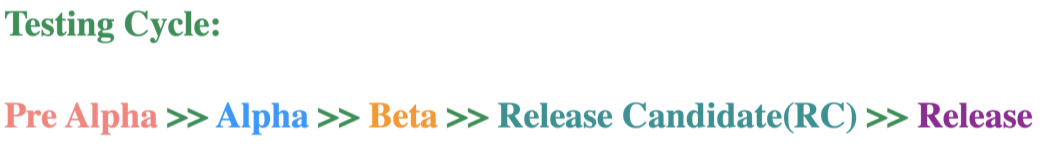 Testing Cycle:
Pre Alpha >> Alpha >> Beta >> Release Candidate(RC) >> Release